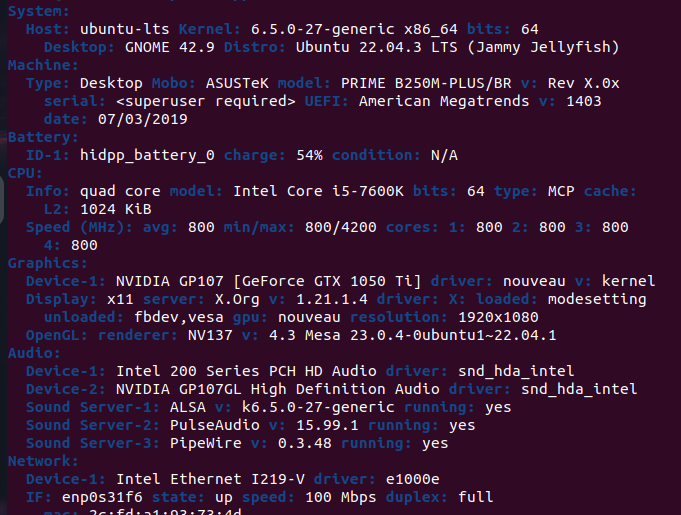 System:
Host: ubuntu-lts Kernel: 6.5.0-27-generic x86_64 bits: 64
Desktop: GNOME 42.9 Distro: Ubuntu 22.04.3 LTS (Jammy Jellyfish)
Machine:
Type: Desktop Mobo: ASUSTeK model: PRIME B250M-PLUS/BR v: Rev X.0x
serial: <superuser required> UEFI: American Megatrends v: 1403
date: 07/03/2019
Battery:
ID-1: hidpp_battery_0 charge: 54% condition: N/A
CPU:
Info: quad core model: Intel Core i5-7600K bits: 64 type: MCP cache:
L2: 1024 KiB
Speed (MHz): avg: 800 min/max: 800/4200 cores: 1: 800 2: 800 3: 800
4: 800
Graphics:
Device-1: NVIDIA GP107 [GeForce GTX 1050 Ti] driver: nouveau v: kernel
Display: x11 server: X.Org v: 1.21.1.4 driver: X: loaded: modesetting
unloaded: fbdev,vesa gpu: nouveau resolution: 1920x1080
OpenGL: renderer: NV137 v: 4.3 Mesa 23.0.4-0ubuntu1~22.04.1
Audio:
Device-1: Intel 200 Series PCH HD Audio driver: snd_hda_intel
Device-2: NVIDIA GP107GL High Definition Audio driver: snd_hda_intel
Sound Server-1: ALSA v: k6.5.0-27-generic running: yes
Sound Server-2: PulseAudio v: 15.99.1 running: yes
Sound Server-3: PipeWire v: 0.3.48 running: yes
Network:
Device-1: Intel Ethernet I219-V driver: e1000e
IF: enp0s31f6 state: up speed: 100 Mbps duplex: full
mac: 2c:fd:a1:93:73:4d